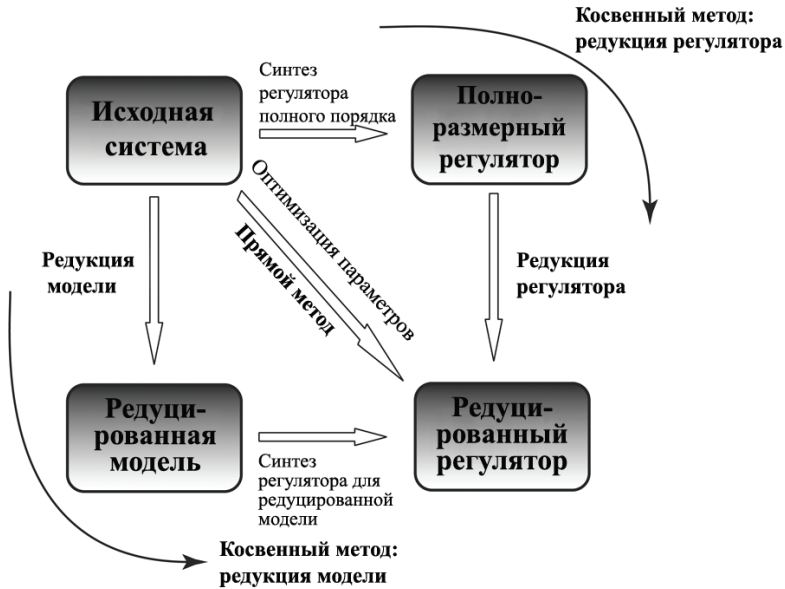 Косвенный метод:
редукция регулятора
Исходная
система
Синтез
регулятора
полного порядка
Полно-
размерный
регулятор
Оптимизация параметров
Прямой метод
Редукция
модели
Редукция
регулятора
Редуци-
рованная
модель
Синтез
регулятора для
редуцированной
модели
Редуци-
рованный
регулятор
Косвенный метод:
редукция модели